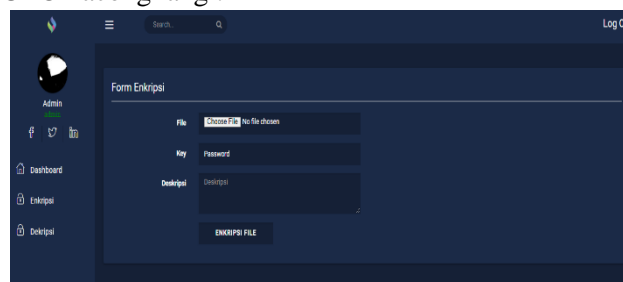 Search..
Log O
Admin
admin
Dashboard
Enkripsi
Dekripsi
Form Enkripsi
File Choose File No file chosen
Key Password
Deskripsi Deskripsi
ENKRIPSI FILE